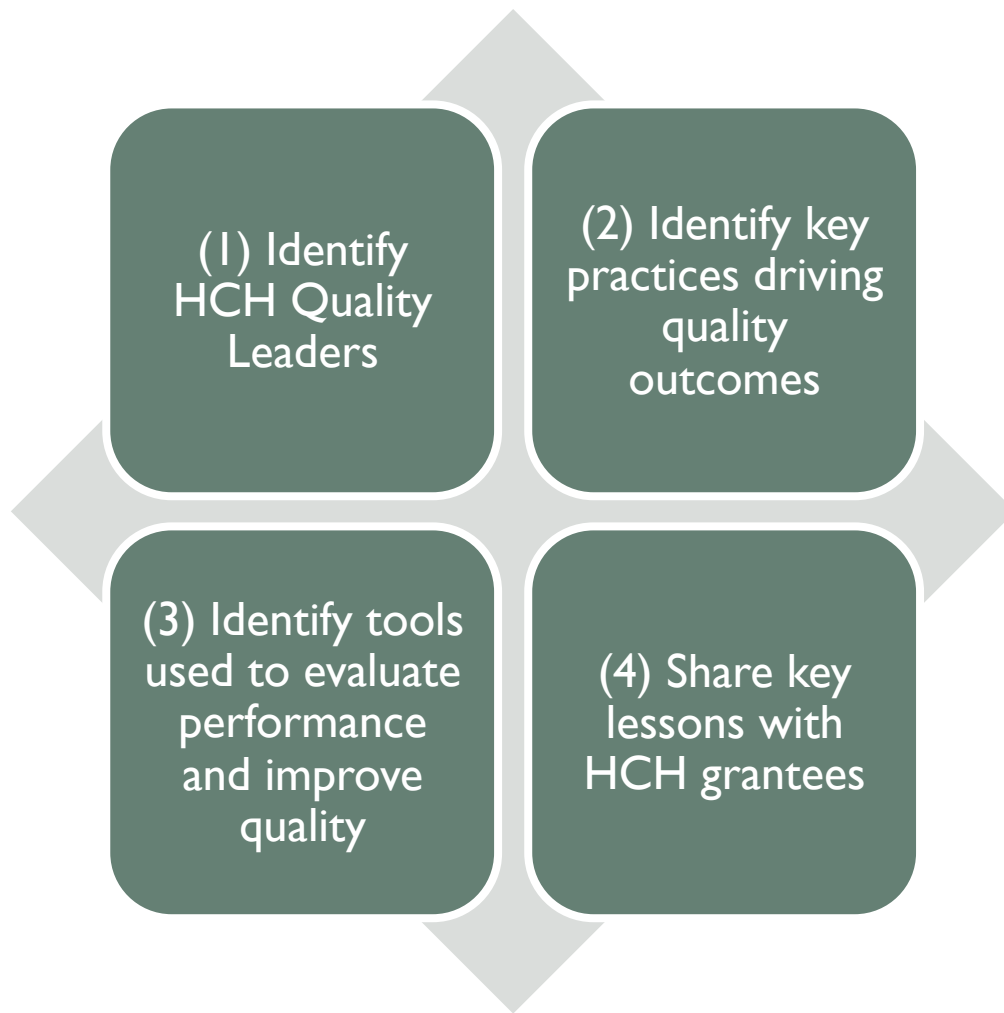 (1) Identify
HCH Quality
Leaders
(2) Identify key
practices driving
quality
outcomes
(3) Identify tools
used to evaluate
performance
and improve
quality
(4) Share key
lessons with
HCH grantees